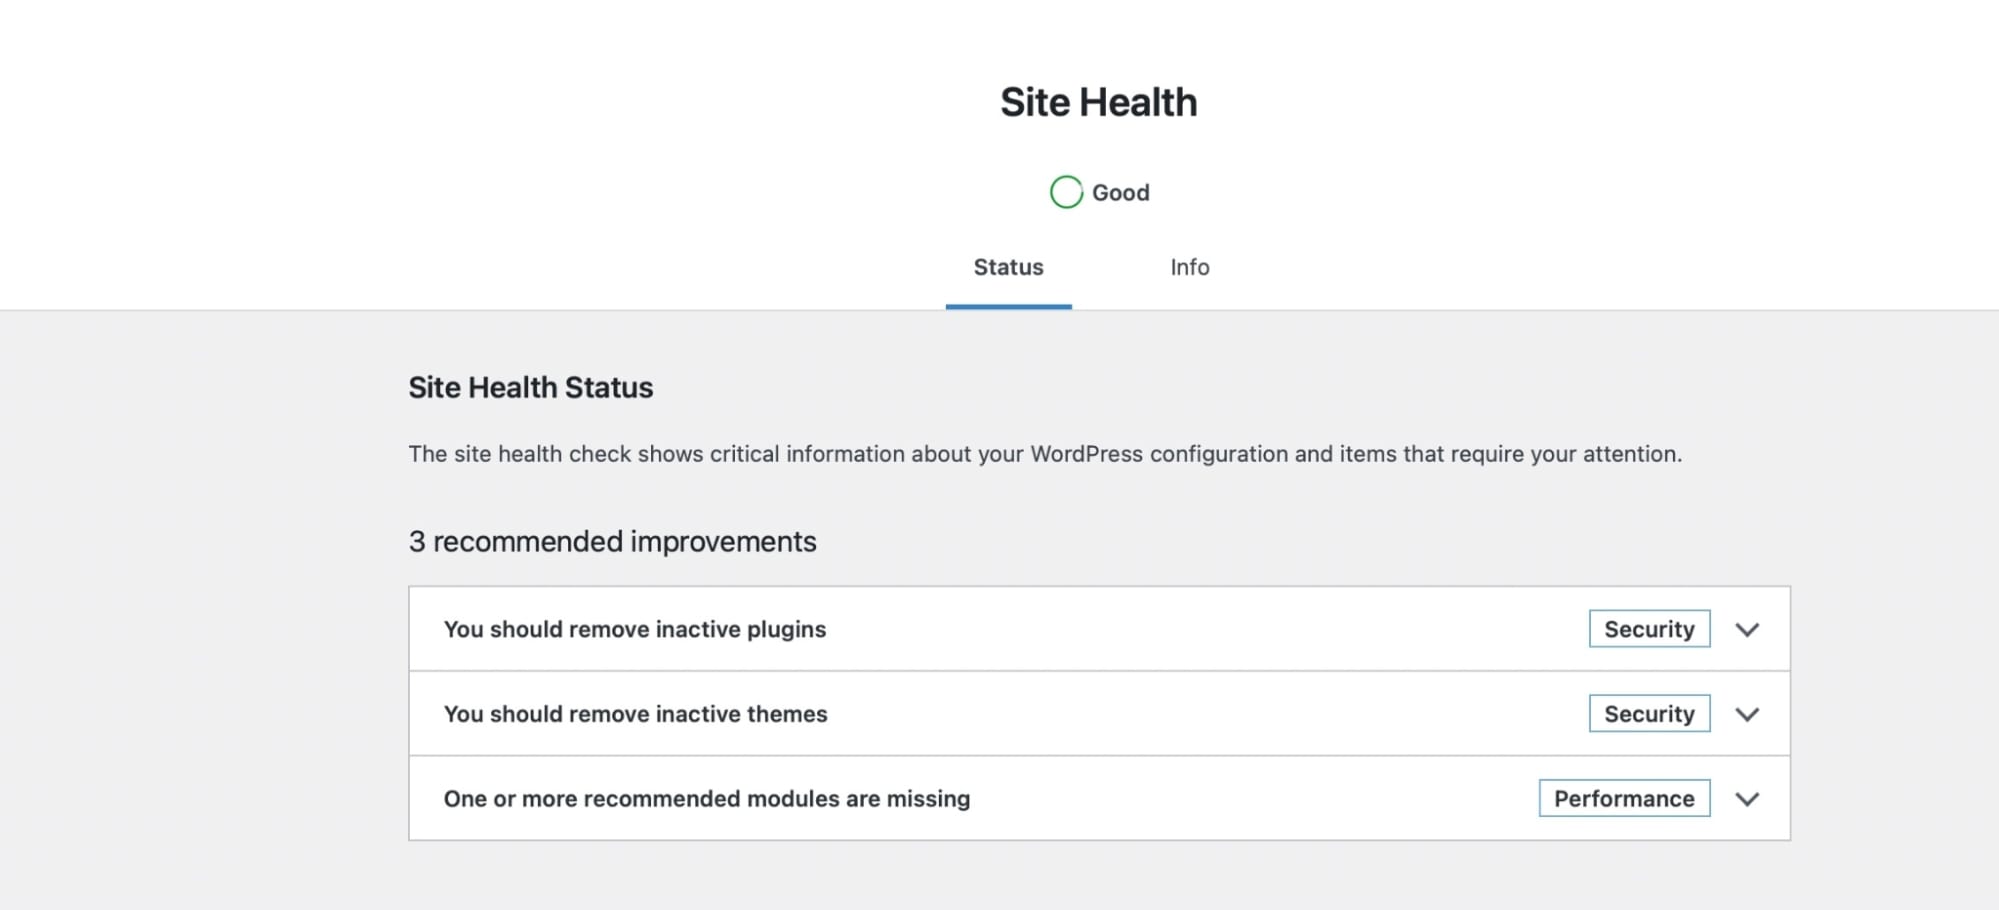 Site Health
Good
Status Info
Site Health Status
The site health check shows critical information about your WordPress configuration and items that require your attention.
3 recommended improvements
You should remove inactive plugins Security
You should remove inactive themes Security
One or more recommended modules are missing Performance